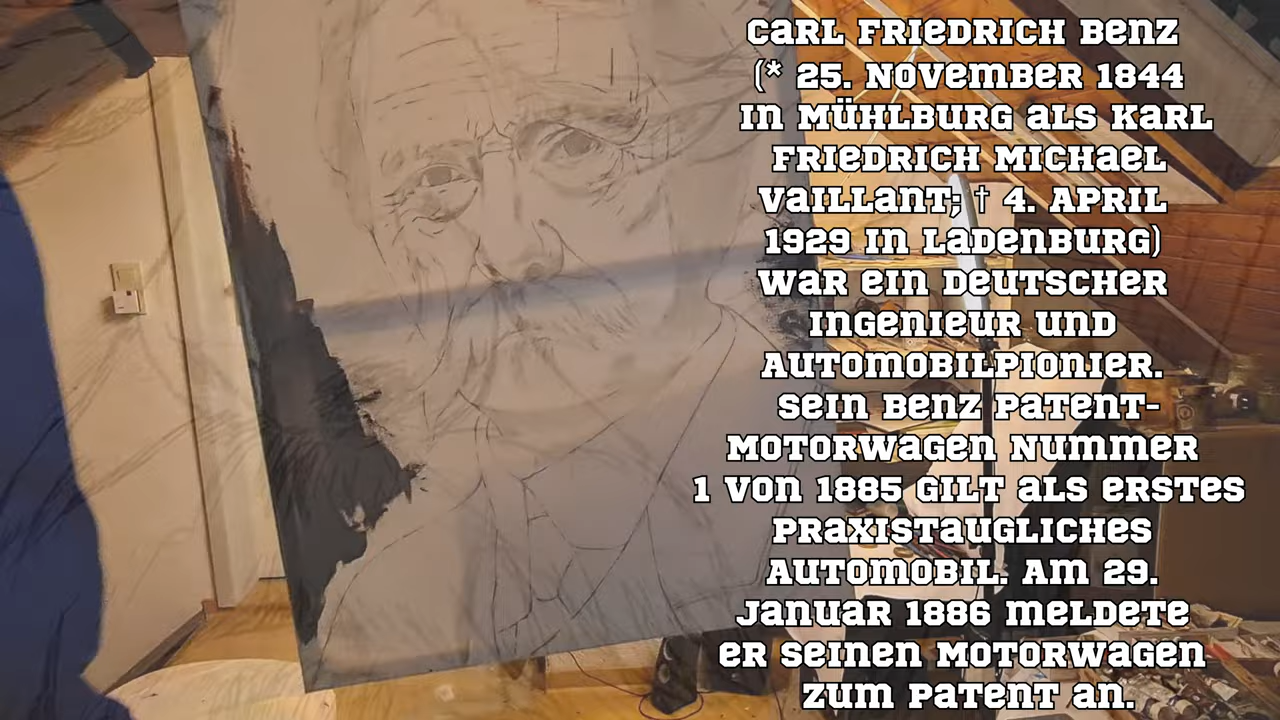 Carl Friedrich Benz
(* 25. November 1844
in Mühlburg als Karl
Friedrich Michael
Vaillant; † 4. April
1929 in Ladenburg)
war ein deutscher
Ingenieur und
Automobilpionier.
Sein Benz Patent-
Motorwagen Nummer
1 von 1885 gilt als erstes
praxistaugliches
Automobil. Am 29.
Januar 1886 meldete
er seinen Motorwagen
zum Patent an.